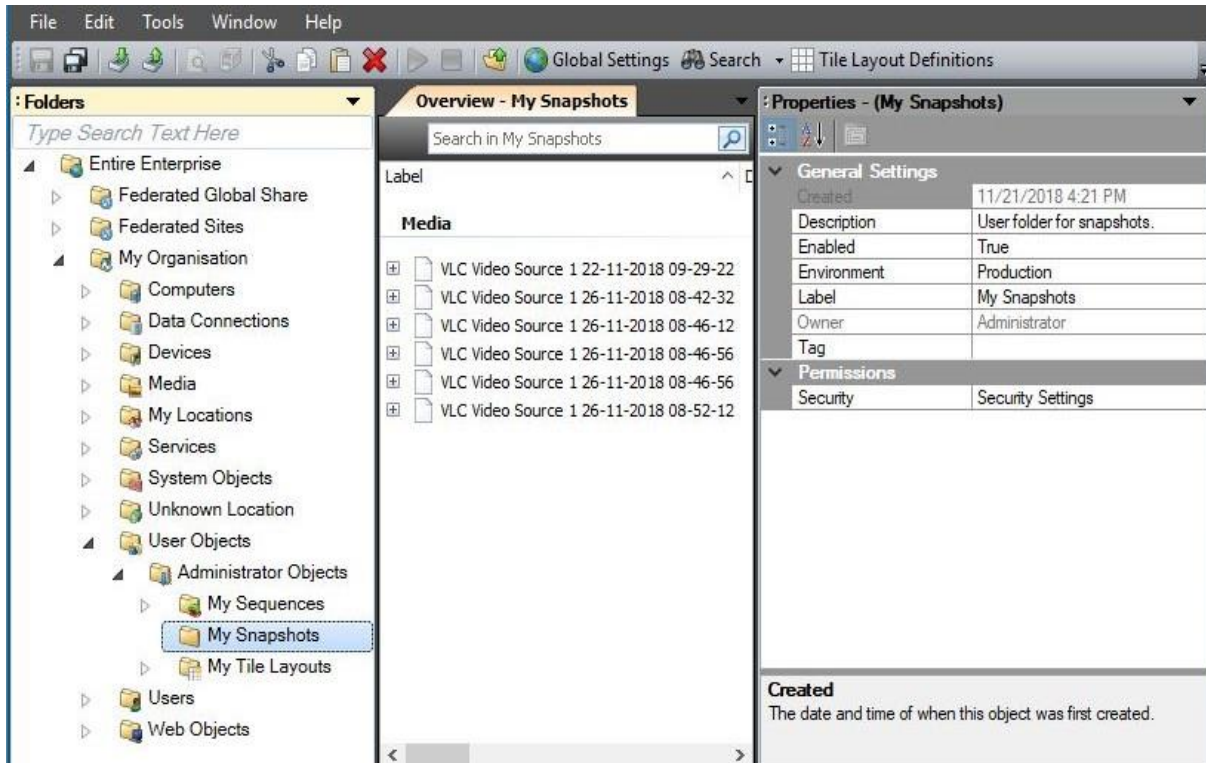 File Edit Tools Window Help
Global Settings Search Tile Layout Definitions
Folders
Type Search Text Here
Entire Enterprise
Federated Global Share
Federated Sites
My Organisation
Computers
Data Connections
Devices
Media
My Locations
Services
System Objects
Unknown Location
User Objects
Administrator Objects
My Sequences
My Snapshots
My Tile Layouts
Users
Web Objects
Overview - My Snapshots
Search in My Snapshots
Label
Media
VLC Video Source 1 22-11-2018 09-29-22
VLC Video Source 1 26-11-2018 08-42-32
VLC Video Source 1 26-11-2018 08-46-12
VLC Video Source 1 26-11-2018 08-46-56
VLC Video Source 1 26-11-2018 08-46-56
VLC Video Source 1 26-11-2018 08-52-12
Properties - (My Snapshots)
General Settings
Created 11/21/2018 4:21 PM
Description User folder for snapshots.
Enabled True
Environment Production
Label My Snapshots
Owner Administrator
Tag
Permissions
Security Security Settings
Created
The date and time of when this object was first created.